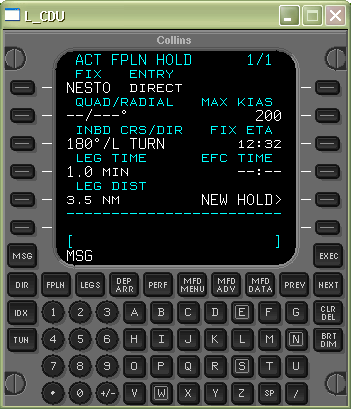 L_CDU
Collins
ACT FPLN HOLD 1/1
FIX ENTRY
NESTO DIRECT
QUAD/RADIAL MAX KIAS
--/---° 200
INBD CRS/DIR FIX ETA
180°/L TURN 12:32
LEG TIME EFC TIME
1.0 MIN --:--
LEG DIST
3.5 NM NEW HOLD>
----------------------------
[ ]
MSG
MSG EXEC
DIR FPLN LEGS DEP ARR PERF MFD MENU MFD ADV MFD DATA PREV NEXT
IDX 1 2 3 A B C D E F G CLR DEL
TUN 4 5 6 H I J K L M N BRT DIM
7 8 9 O P Q R S T U
• 0 +/- V W X Y Z SP /